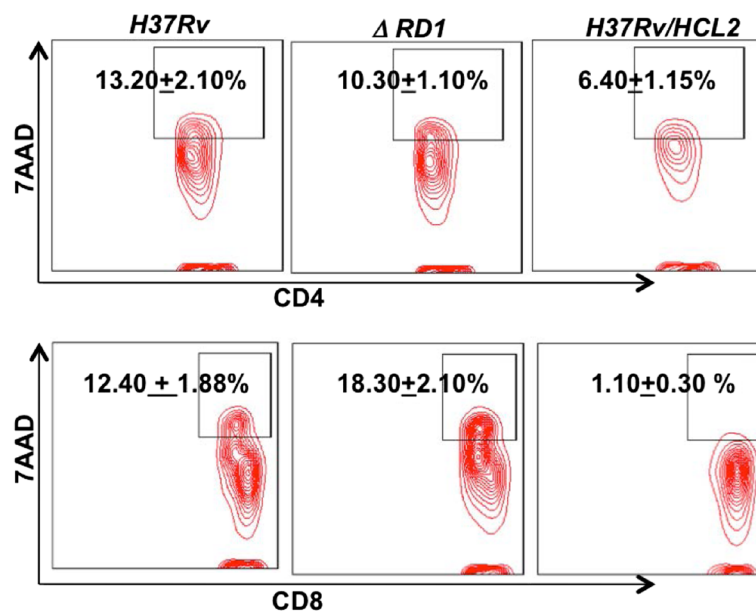 H37Rv Δ RD1 H37Rv/HCL2
13.20±2.10% 10.30±1.10% 6.40±1.15%
7AAD
CD4
12.40 ± 1.88% 18.30±2.10% 1.10±0.30 %
7AAD
CD8